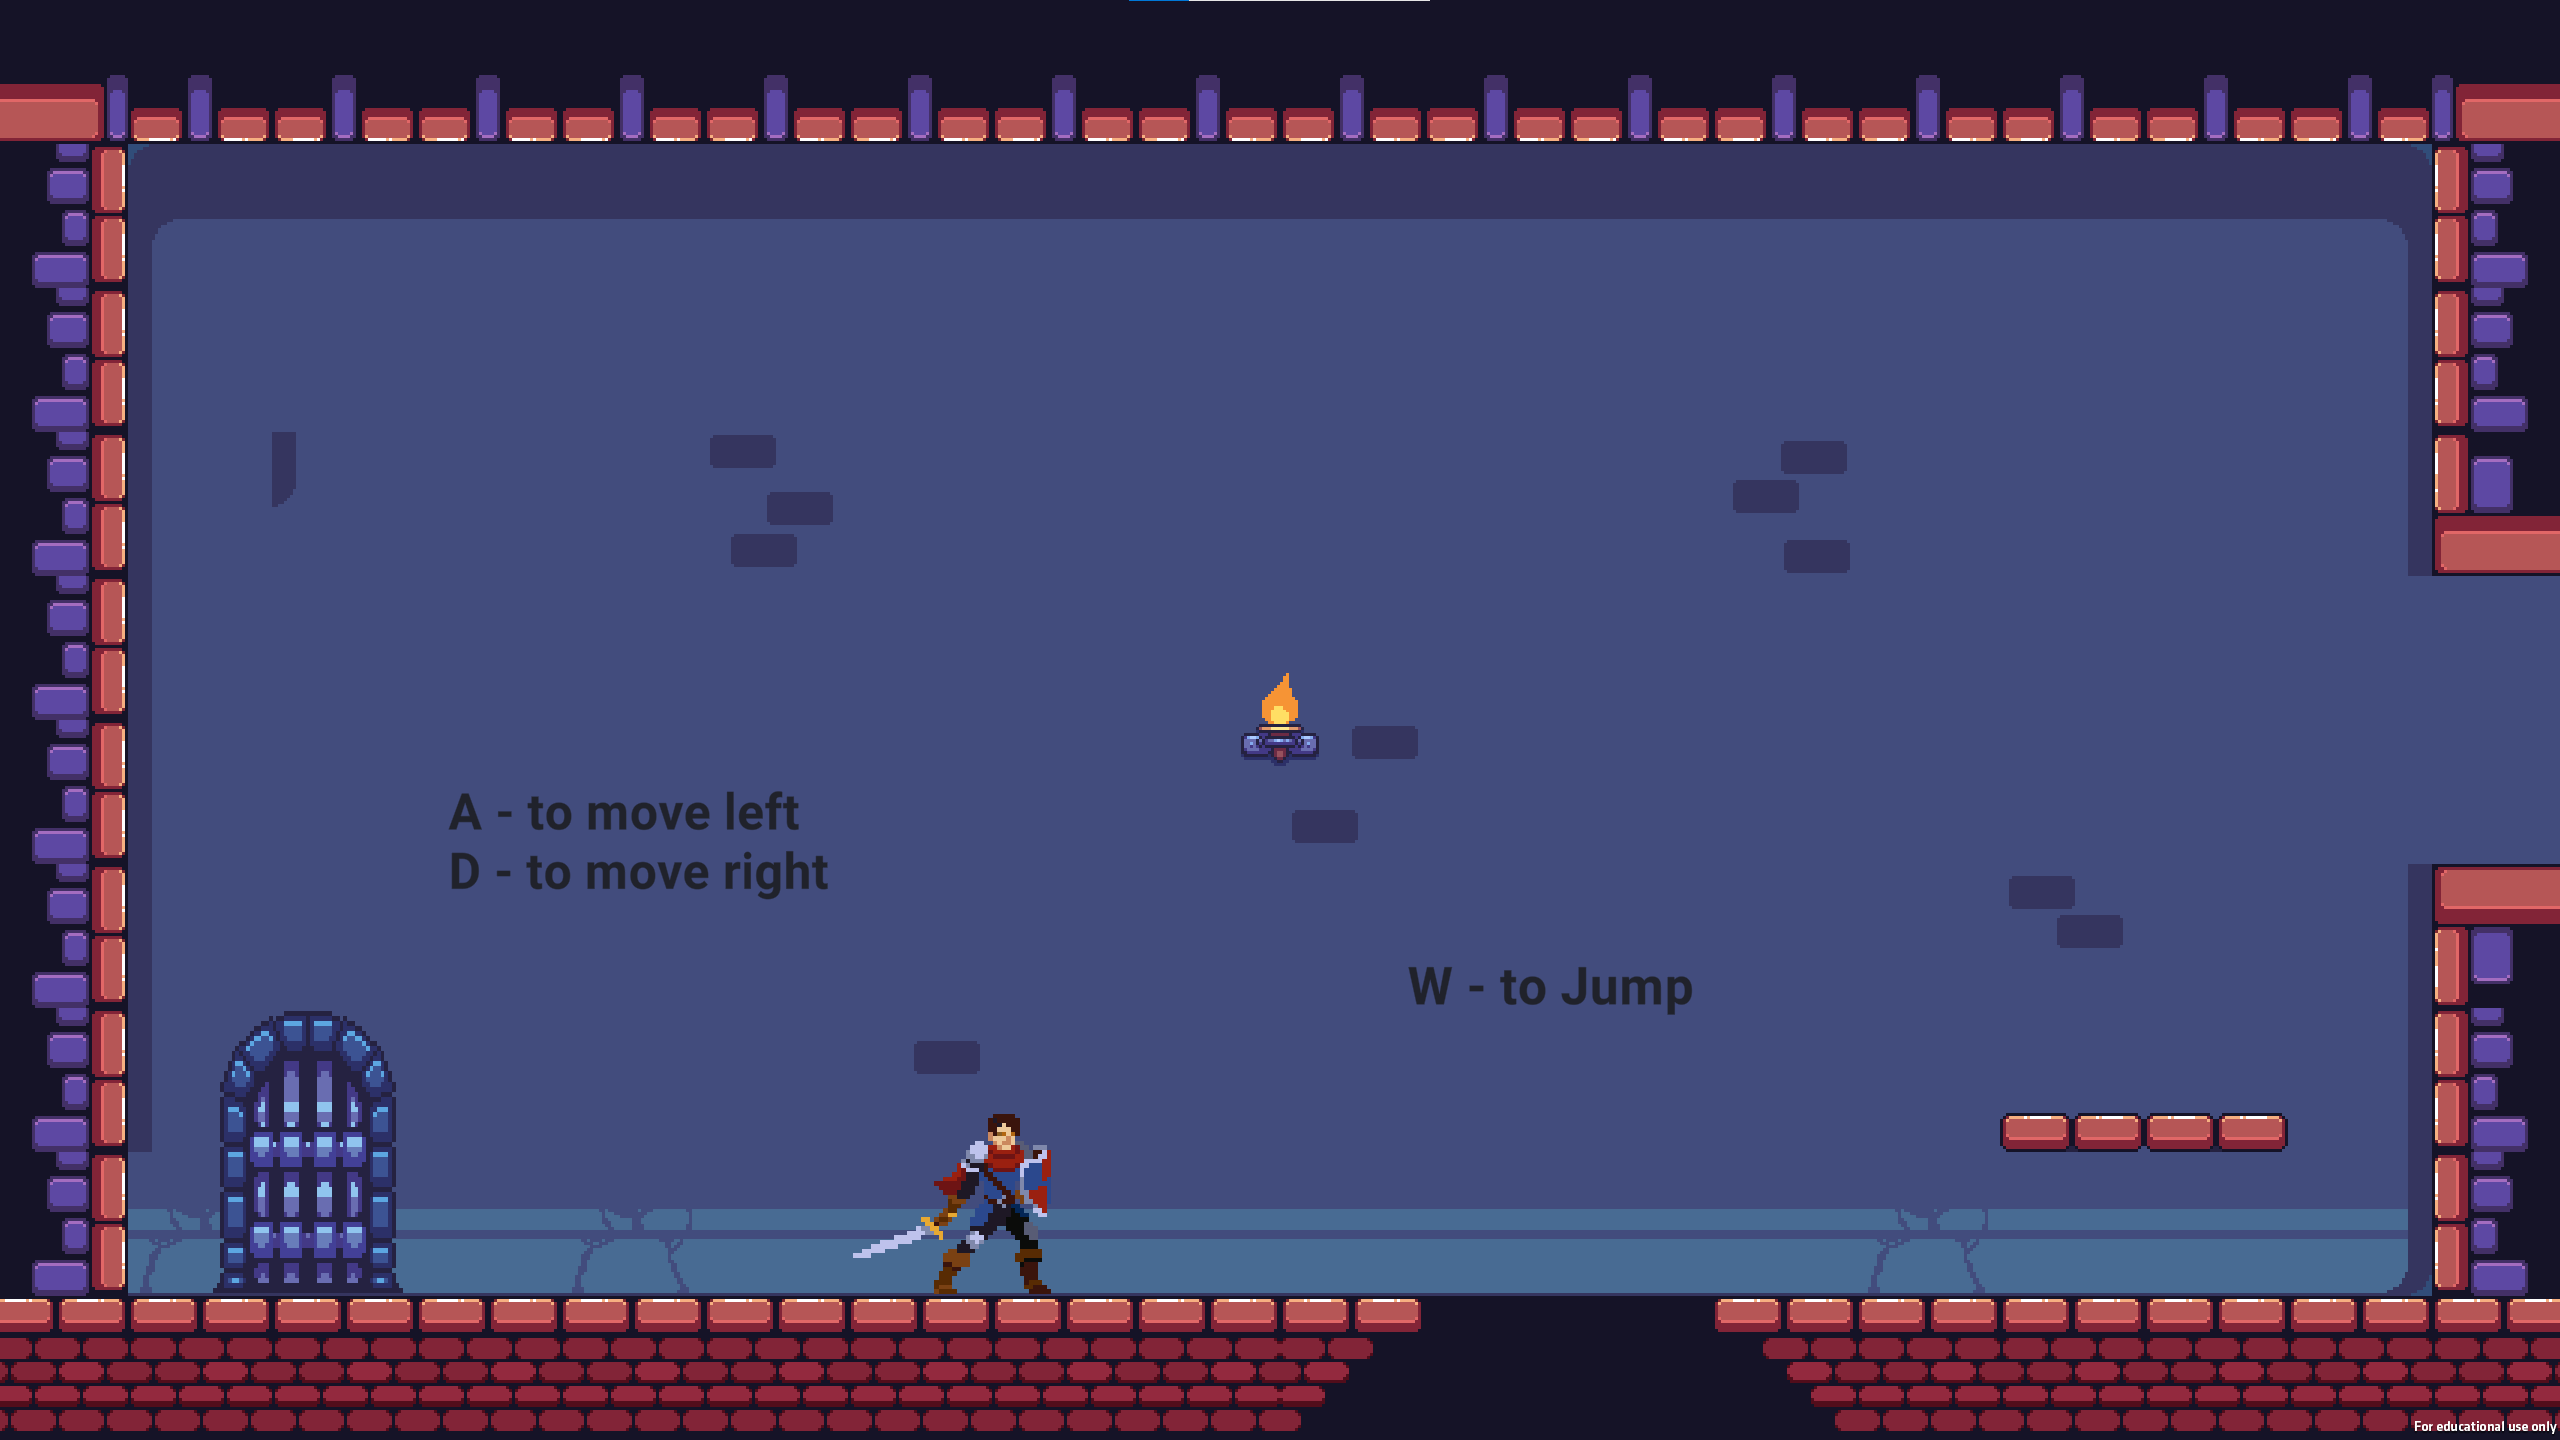 A - to move left
D - to move right
W - to Jump
For educational use only